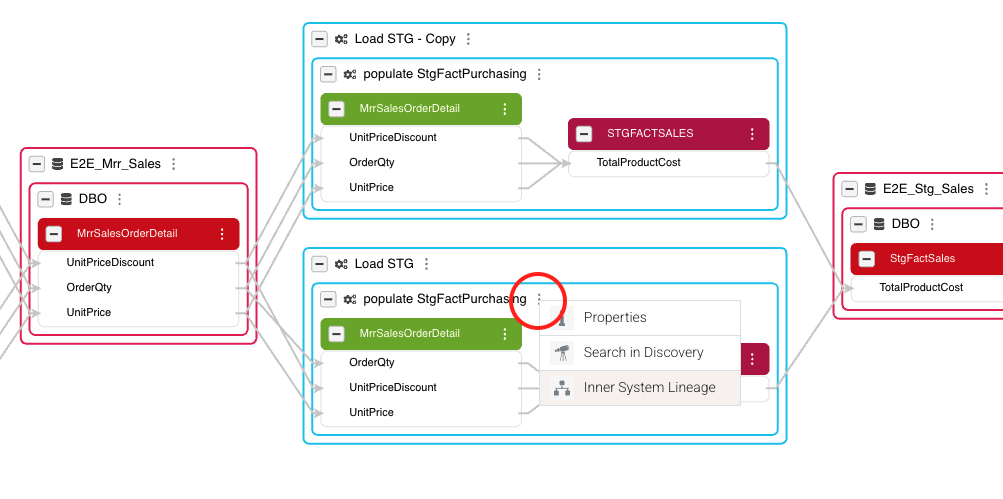 Load STG - Copy
populate StgFactPurchasing
MrrSalesOrderDetail
UnitPriceDiscount
OrderQty
UnitPrice
STGFACTSALES
TotalProductCost
E2E_Mrr_Sales
DBO
MrrSalesOrderDetail
UnitPriceDiscount
OrderQty
UnitPrice
Load STG
populate StgFactPurchasing
MrrSalesOrderDetail
OrderQty
UnitPriceDiscount
UnitPrice
Properties
Search in Discovery
Inner System Lineage
E2E_Stg_Sales
DBO
StgFactSales
TotalProductCost